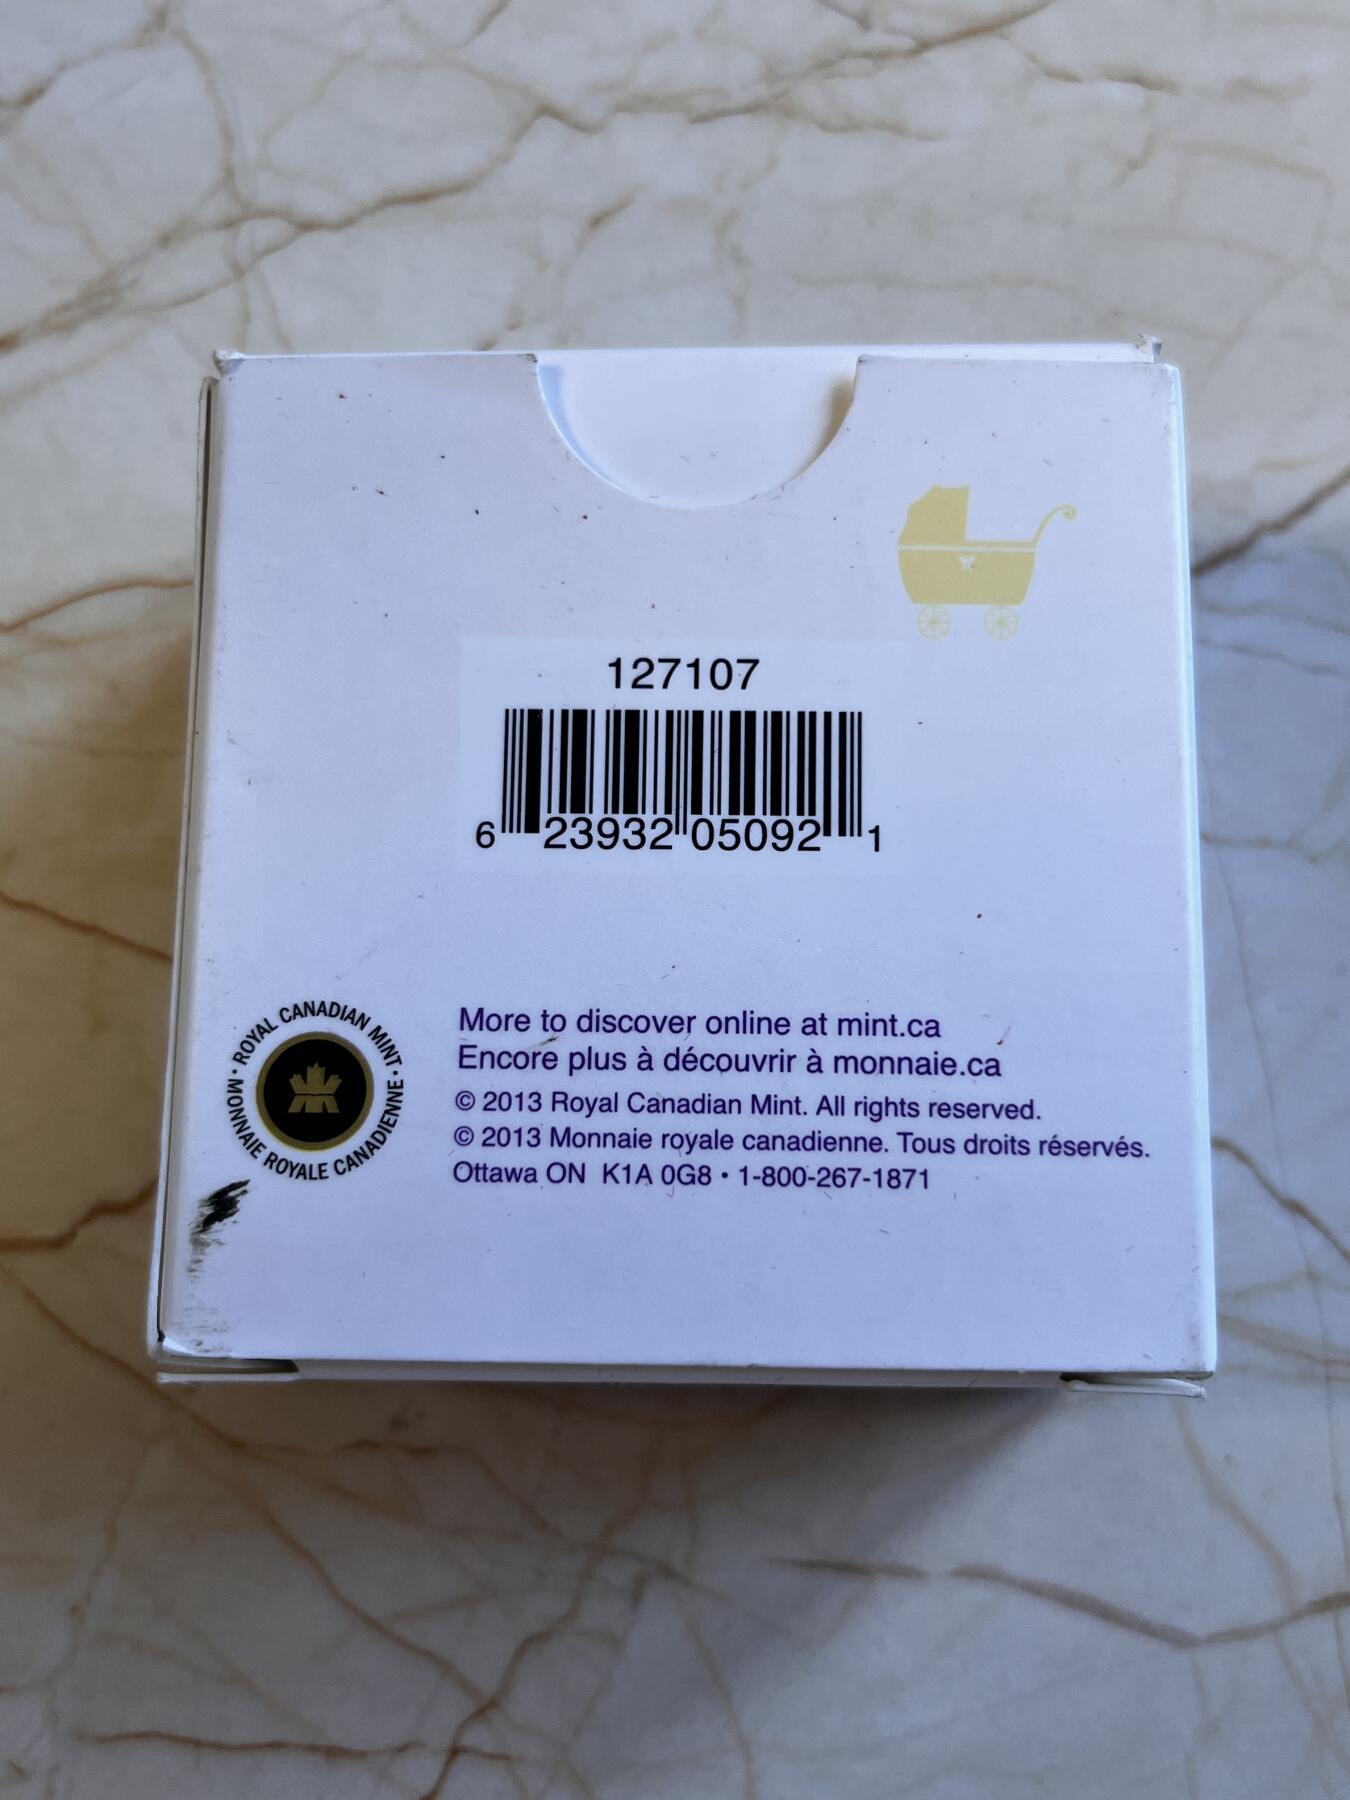 127107
6 23932 05092 1
• ROYAL CANADIAN MINT •
MONNAIE ROYALE CANADIENNE
More to discover online at mint.ca
Encore plus à découvrir à monnaie.ca
© 2013 Royal Canadian Mint. All rights reserved.
© 2013 Monnaie royale canadienne. Tous droits réservés.
Ottawa ON K1A 0G8 • 1-800-267-1871